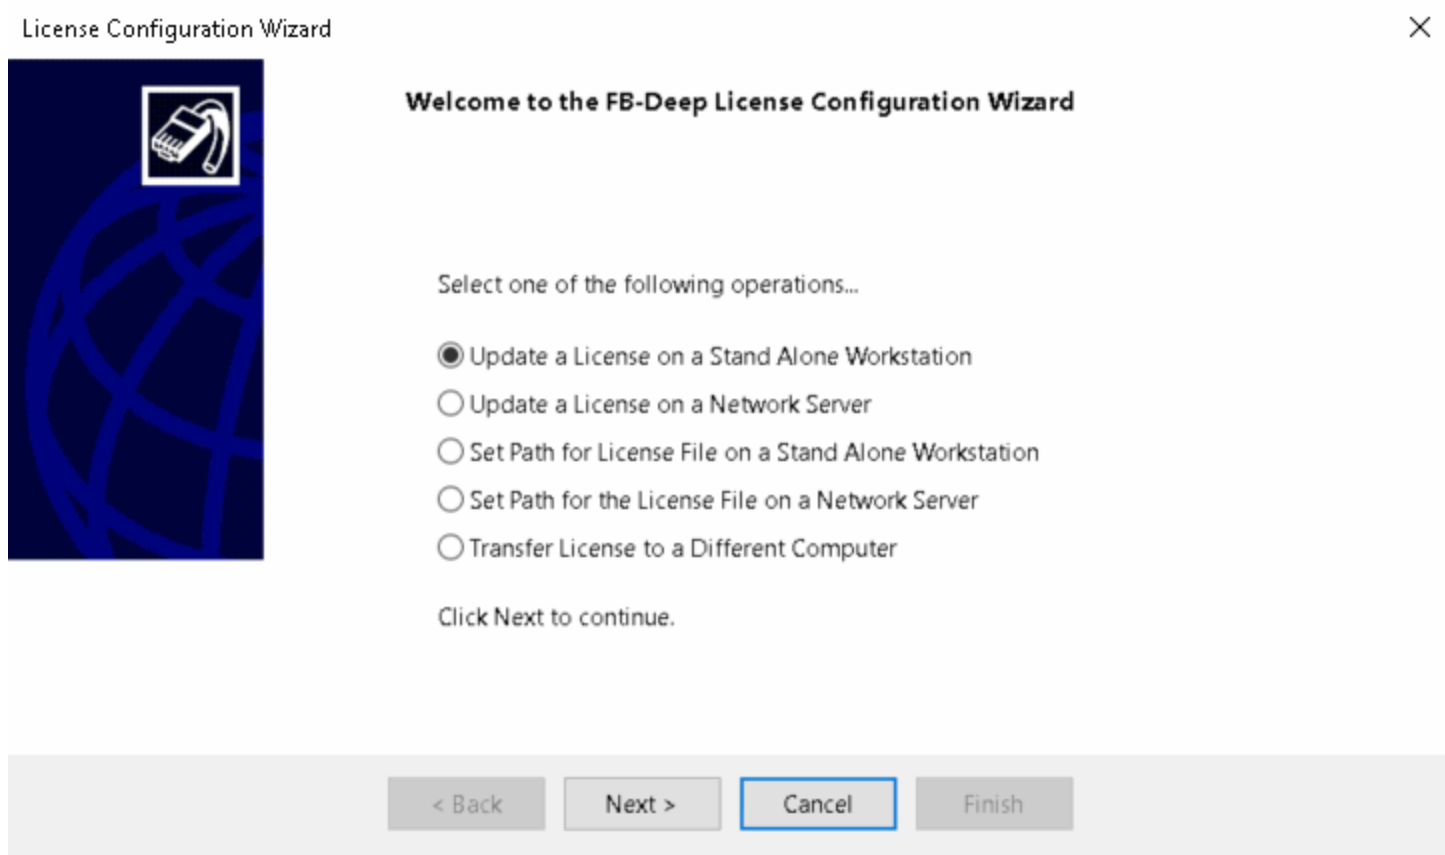 License Configuration Wizard
Welcome to the FB-Deep License Configuration Wizard
Select one of the following operations...
Update a License on a Stand Alone Workstation
Update a License on a Network Server
Set Path for License File on a Stand Alone Workstation
Set Path for the License File on a Network Server
Transfer License to a Different Computer
Click Next to continue.
< Back Next > Cancel Finish